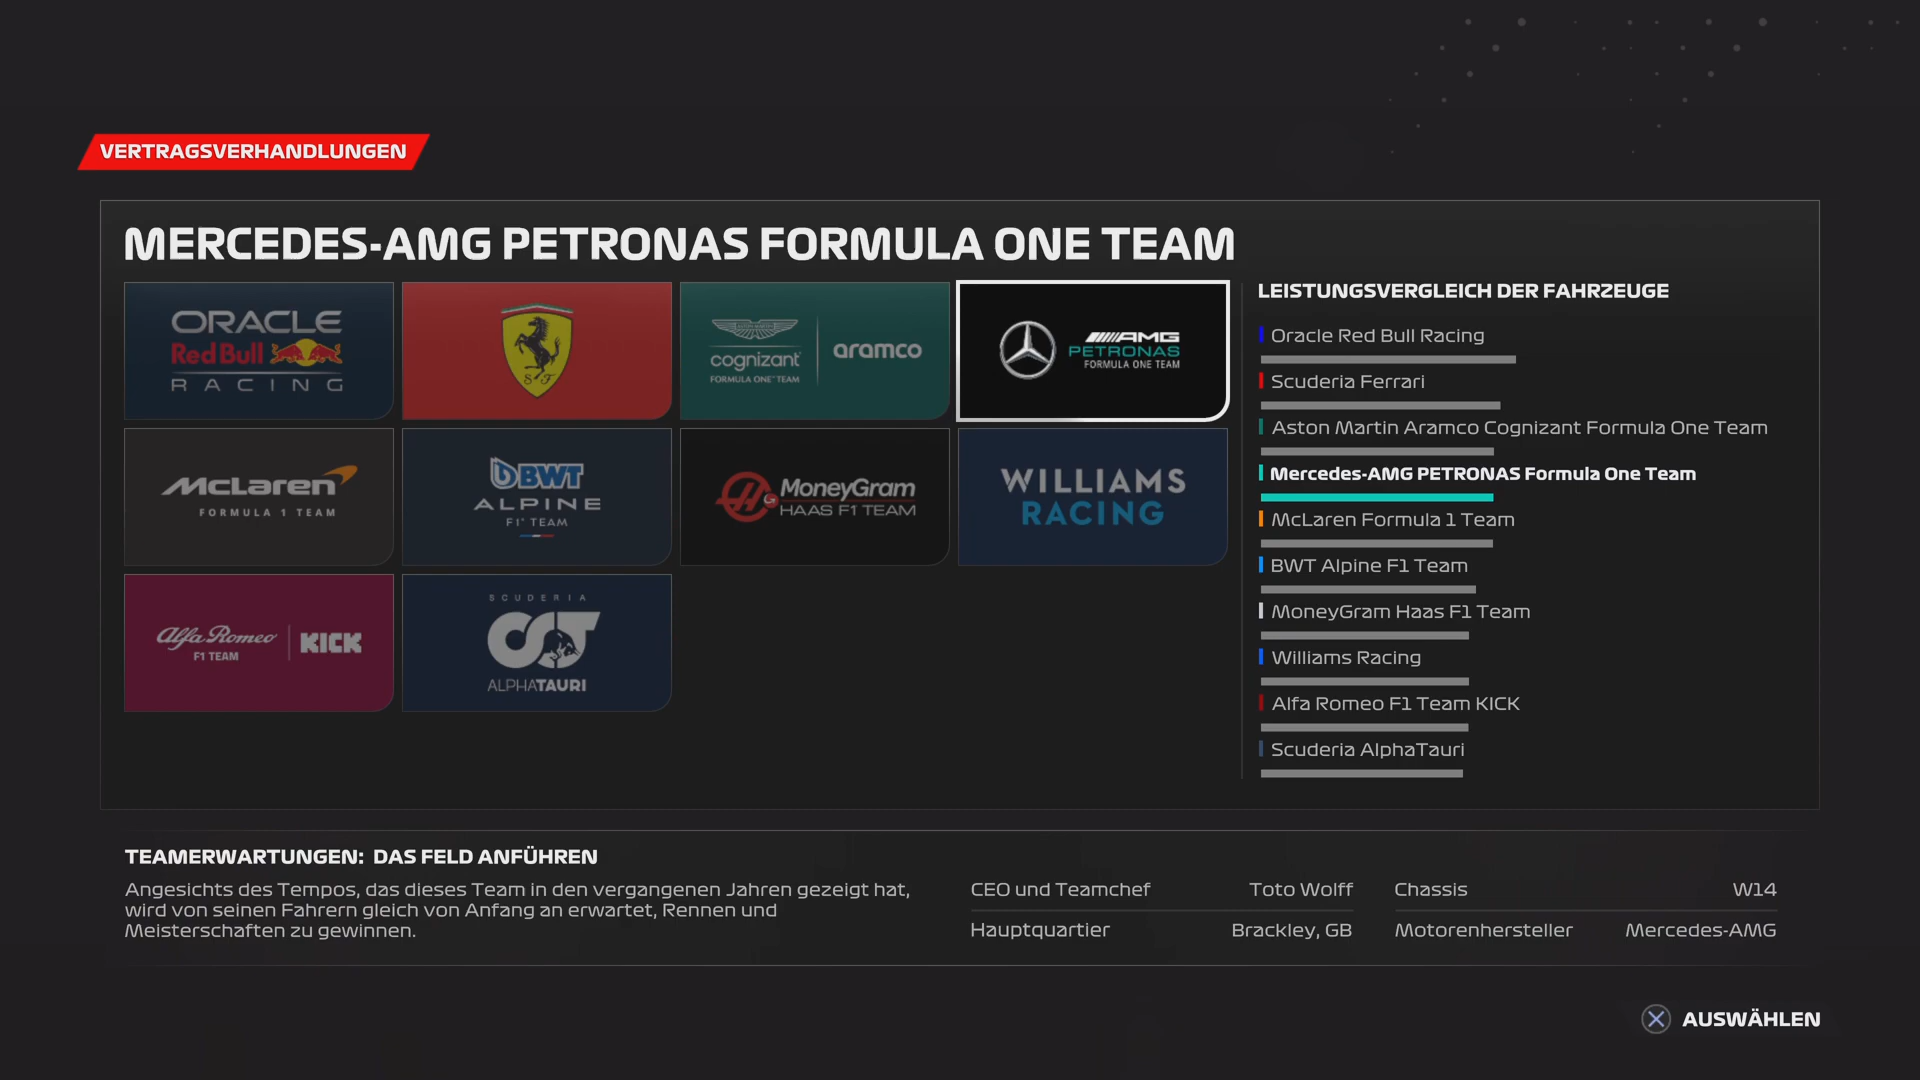 VERTRAGSVERHANDLUNGEN
MERCEDES-AMG PETRONAS FORMULA ONE TEAM
ORACLE
Red Bull
RACING
S F
ASTON MARTIN
cognizant
FORMULA ONE™ TEAM
aramco
AMG
PETRONAS
FORMULA ONE TEAM
McLaren
FORMULA 1 TEAM
BWT
ALPINE
F1® TEAM
MoneyGram
HAAS F1 TEAM
WILLIAMS
RACING
Alfa Romeo
F1 TEAM
KICK
SCUDERIA
ALPHATAURI
LEISTUNGSVERGLEICH DER FAHRZEUGE
Oracle Red Bull Racing
Scuderia Ferrari
Aston Martin Aramco Cognizant Formula One Team
Mercedes-AMG PETRONAS Formula One Team
McLaren Formula 1 Team
BWT Alpine F1 Team
MoneyGram Haas F1 Team
Williams Racing
Alfa Romeo F1 Team KICK
Scuderia AlphaTauri
TEAMERWARTUNGEN: DAS FELD ANFÜHREN
Angesichts des Tempos, das dieses Team in den vergangenen Jahren gezeigt hat,
wird von seinen Fahrern gleich von Anfang an erwartet, Rennen und
Meisterschaften zu gewinnen.
CEO und Teamchef Toto Wolff
Hauptquartier Brackley, GB
Chassis W14
Motorenhersteller Mercedes-AMG
AUSWÄHLEN